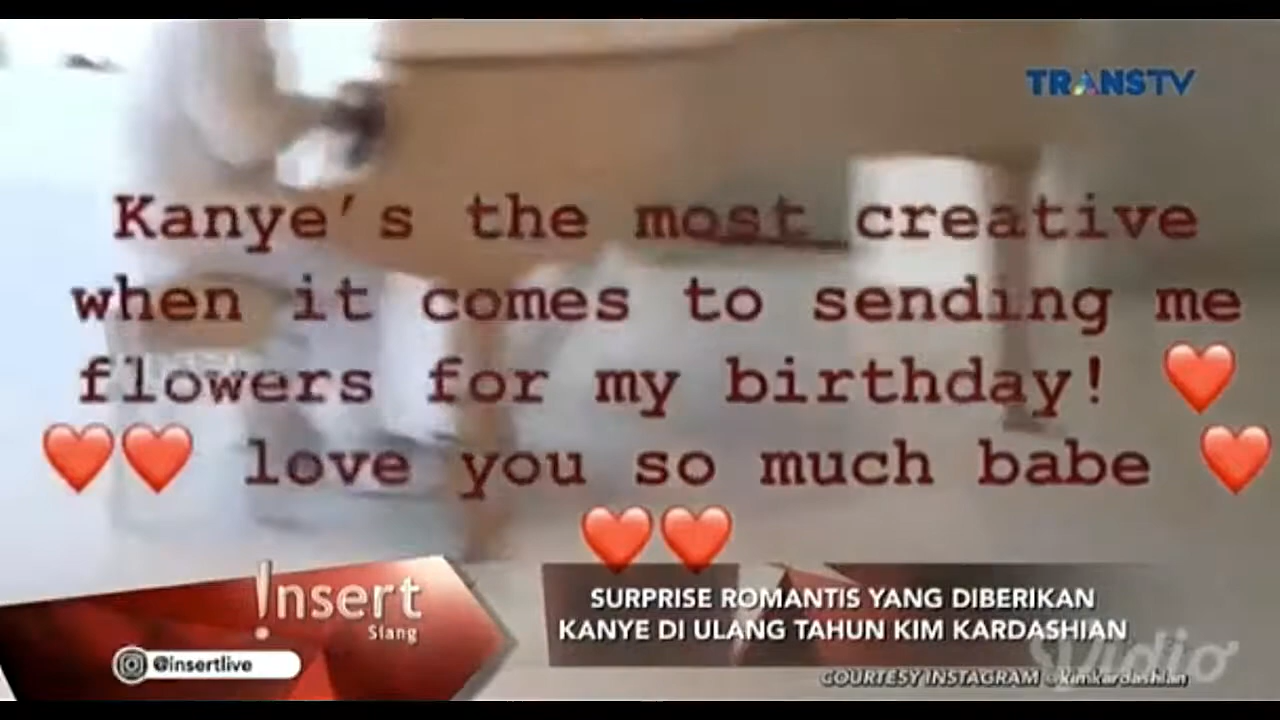 TRANSTV
Kanye's the most creative
when it comes to sending me
flowers for my birthday! ❤️
❤️❤️ love you so much babe ❤️
❤️❤️
Insert
Siang
@insertlive
SURPRISE ROMANTIS YANG DIBERIKAN
KANYE DI ULANG TAHUN KIM KARDASHIAN
Vidio
COURTESY INSTAGRAM @kimkardashian